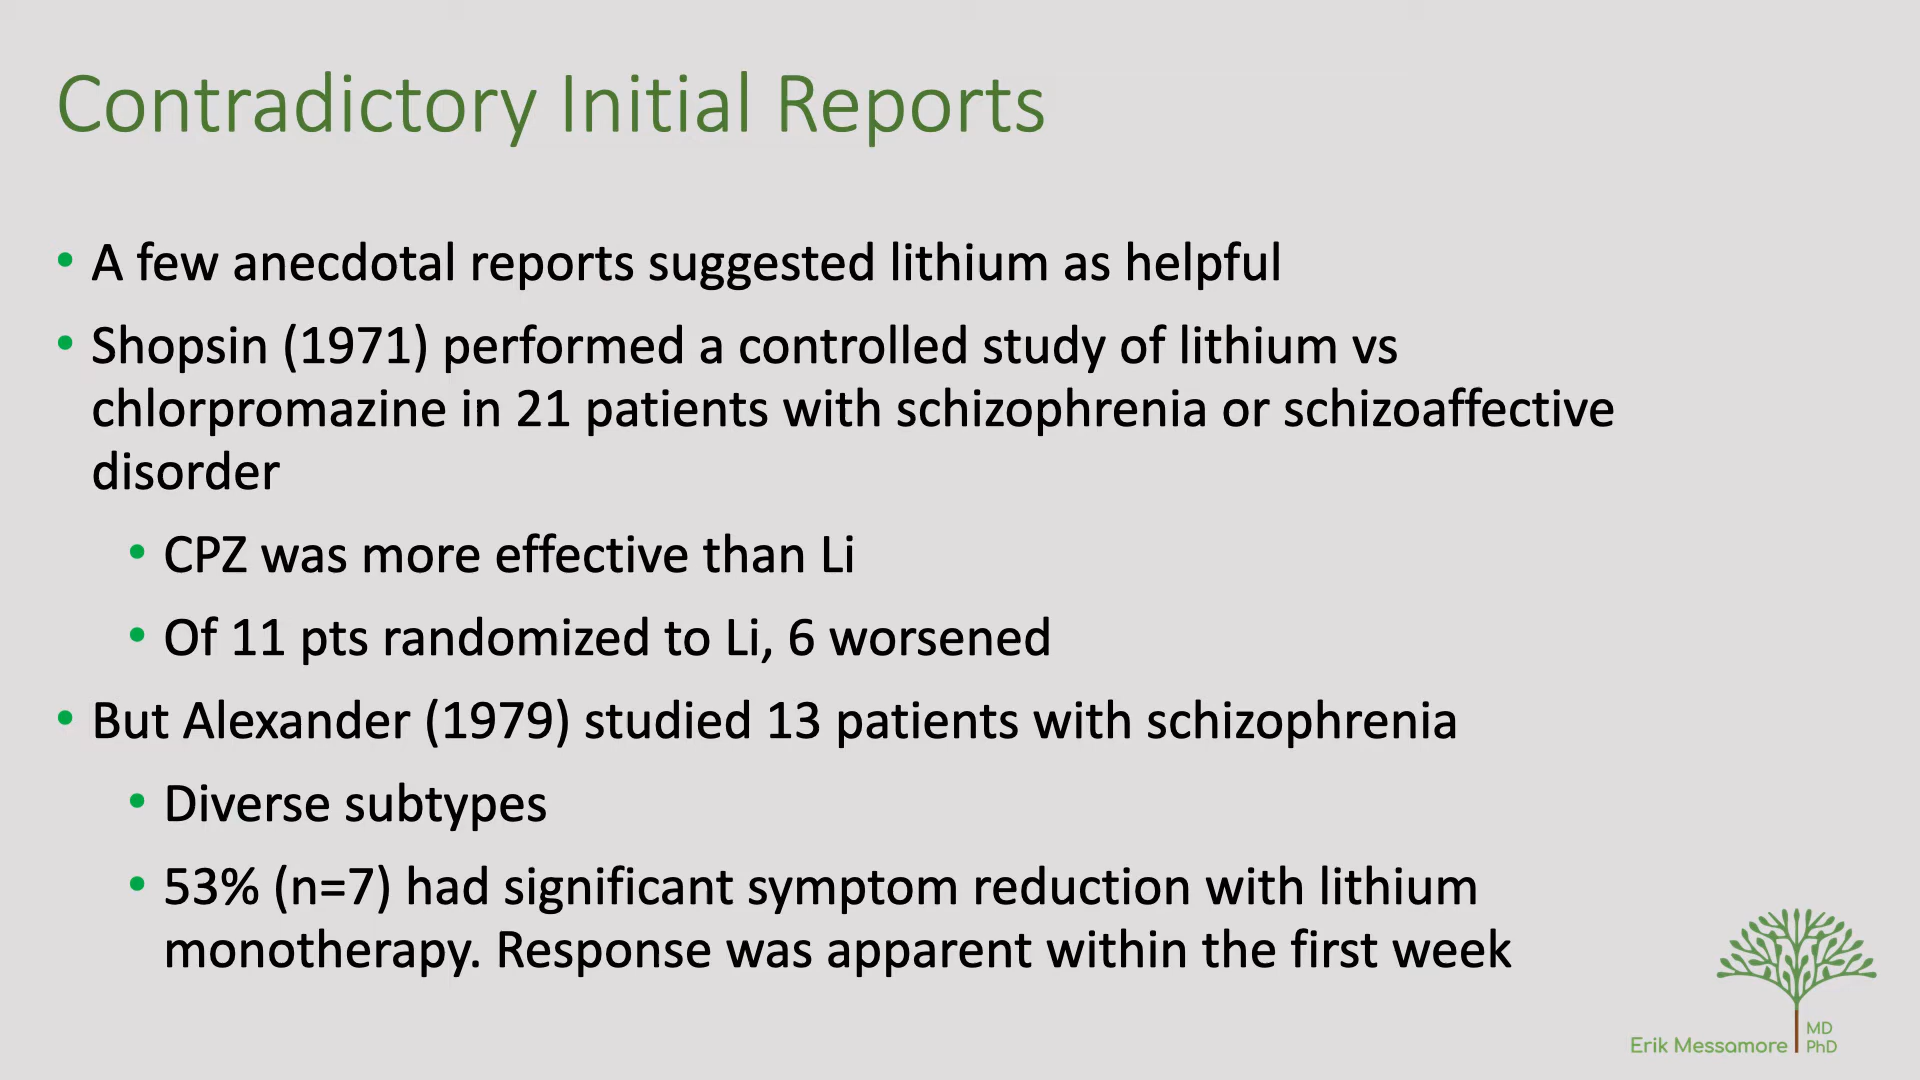 Contradictory Initial Reports
• A few anecdotal reports suggested lithium as helpful
• Shopsin (1971) performed a controlled study of lithium vs
chlorpromazine in 21 patients with schizophrenia or schizoaffective
disorder
• CPZ was more effective than Li
• Of 11 pts randomized to Li, 6 worsened
• But Alexander (1979) studied 13 patients with schizophrenia
• Diverse subtypes
• 53% (n=7) had significant symptom reduction with lithium
monotherapy. Response was apparent within the first week
Erik Messamore
MD
PhD